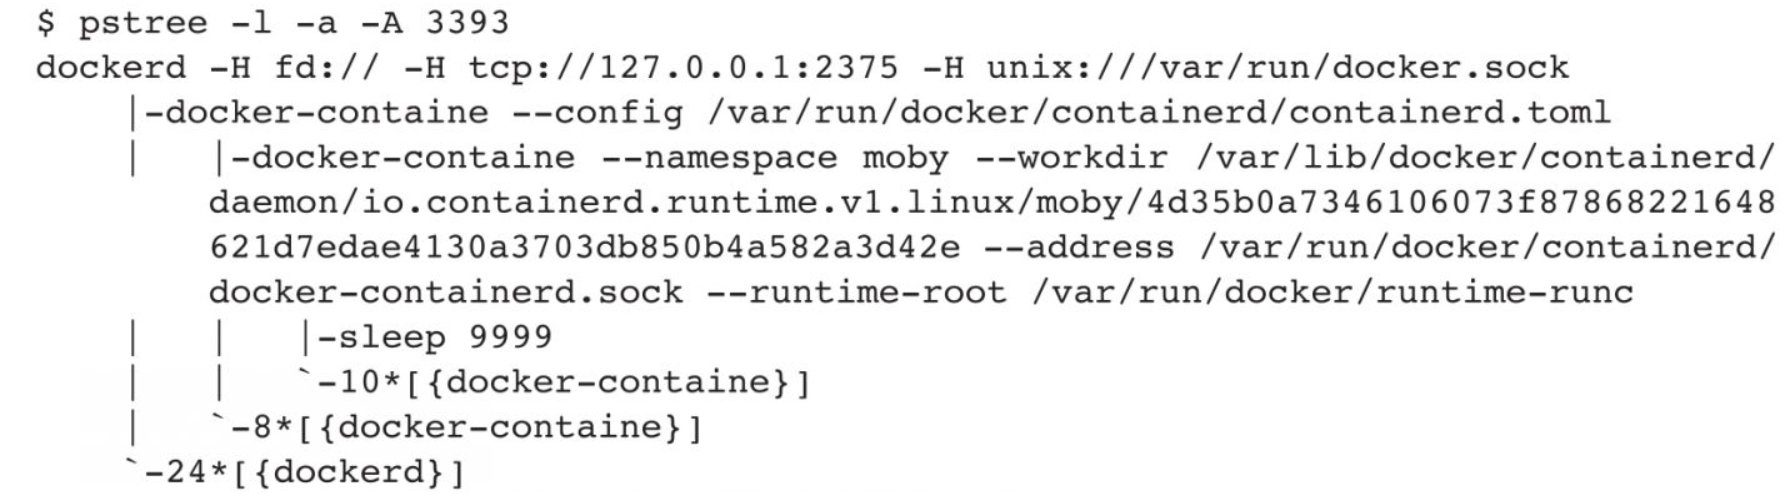 $ pstree -l -a -A 3393
dockerd -H fd:// -H tcp://127.0.0.1:2375 -H unix:///var/run/docker.sock
    |-docker-containe --config /var/run/docker/containerd/containerd.toml
    |   |-docker-containe --namespace moby --workdir /var/lib/docker/containerd/
        daemon/io.containerd.runtime.v1.linux/moby/4d35b0a7346106073f87868221648
        621d7edae4130a3703db850b4a582a3d42e --address /var/run/docker/containerd/
        docker-containerd.sock --runtime-root /var/run/docker/runtime-runc
    |   |   |-sleep 9999
    |   |   `-10*[{docker-containe}]
    |   `-8*[{docker-containe}]
    `-24*[{dockerd}]